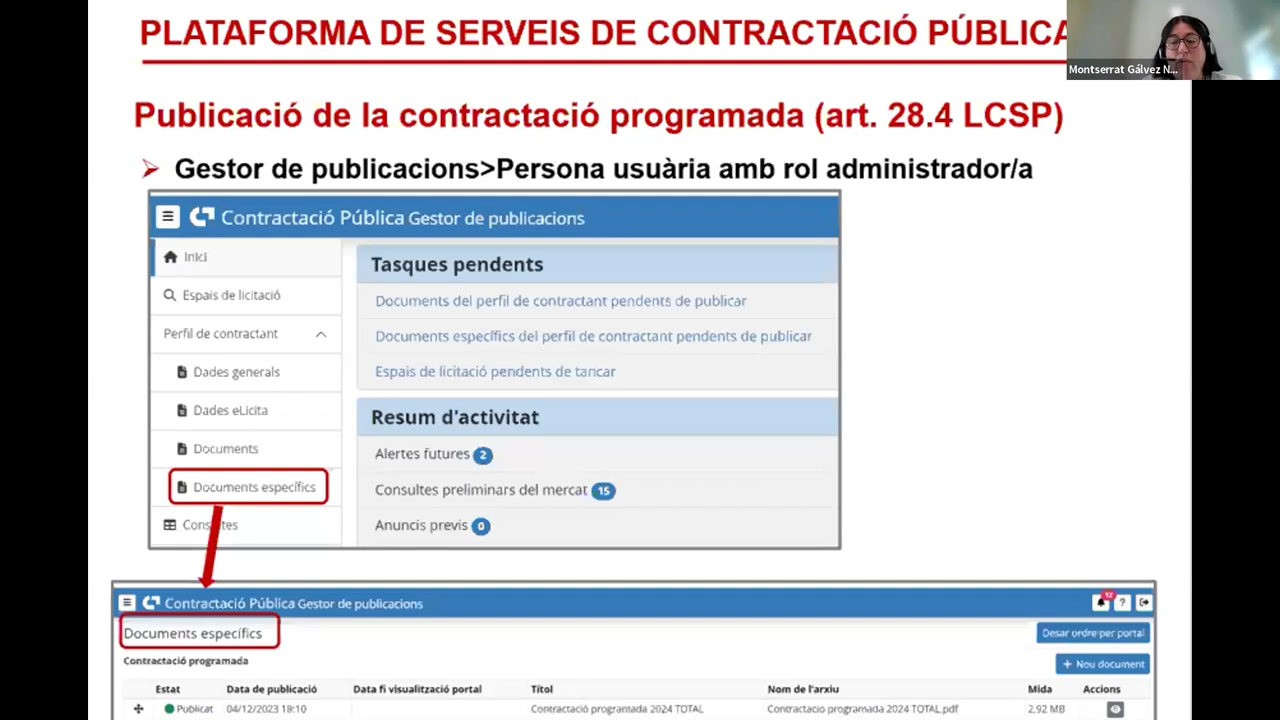 PLATAFORMA DE SERVEIS DE CONTRACTACIÓ PÚBLICA
Montserrat Gálvez N...
Publicació de la contractació programada (art. 28.4 LCSP)
Gestor de publicacions>Persona usuària amb rol administrador/a
Contractació Pública Gestor de publicacions
Inici
Espais de licitació
Perfil de contractant
Dades generals
Dades eLicita
Documents
Documents específics
Tasques pendents
Documents del perfil de contractant pendents de publicar
Documents específics del perfil de contractant pendents de publicar
Espais de licitació pendents de tancar
Resum d'activitat
Alertes futures 2
Consultes preliminars del mercat 15
Anuncis previs 0
Contractació Pública Gestor de publicacions 12 ?
Documents específics Desar ordre per portal
Contractació programada + Nou document
Estat Data de publicació Data fi visualització portal Títol Nom de l'arxiu Mida Accions
Publicat 04/12/2023 18:10 Contractació programada 2024 TOTAL Contractacio programada 2024 TOTAL.pdf 2,92 MB